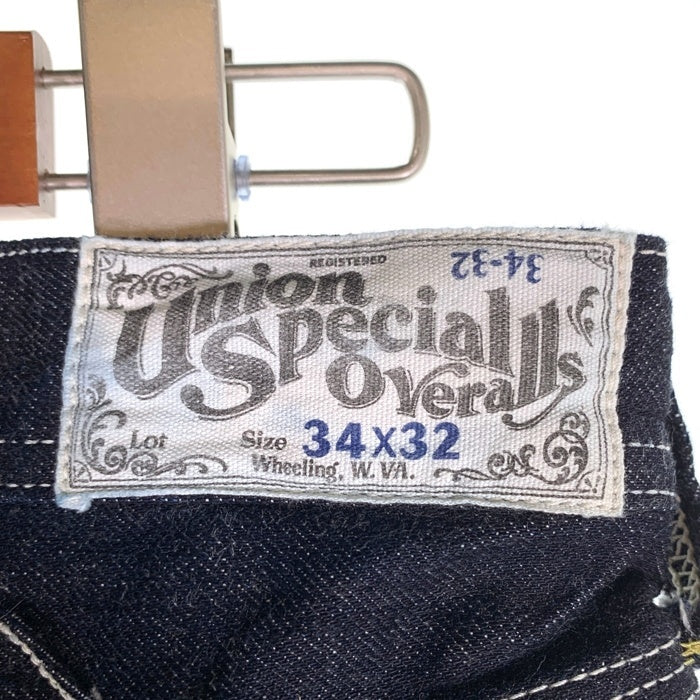 REGISTERED
34-32
Union
Special
Overalls
Lot Size 34X32
Wheeling, W. VA.